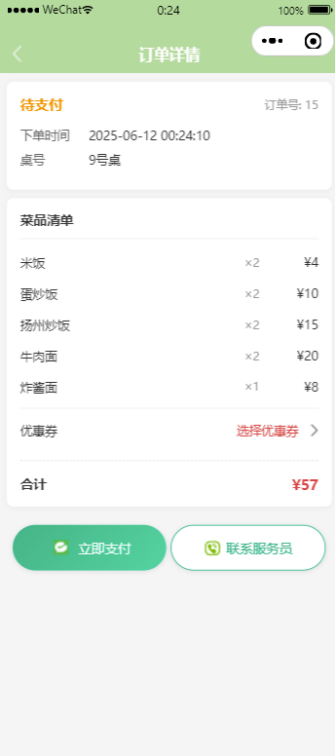 WeChat 0:24 100%
订单详情
待支付 订单号: 15
下单时间 2025-06-12 00:24:10
桌号 9号桌
菜品清单
米饭 ×2 ¥4
蛋炒饭 ×2 ¥10
扬州炒饭 ×2 ¥15
牛肉面 ×2 ¥20
炸酱面 ×1 ¥8
优惠券 选择优惠券
合计 ¥57
立即支付 联系服务员